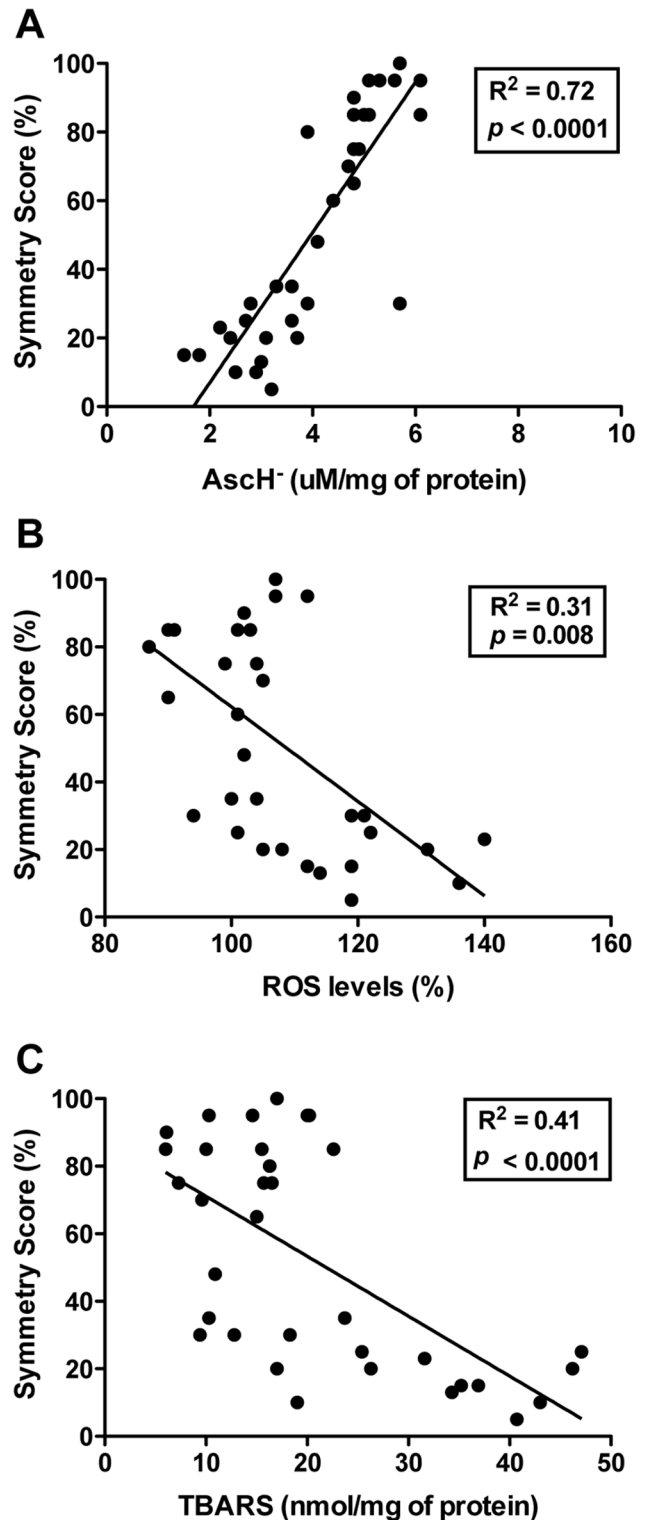 A
Symmetry Score (%)
100
80
60
40
20
0
R² = 0.72
p < 0.0001
0 2 4 6 8 10
AscH⁻ (uM/mg of protein)
B
Symmetry Score (%)
100
80
60
40
20
0
R² = 0.31
p = 0.008
80 100 120 140 160
ROS levels (%)
C
Symmetry Score (%)
100
80
60
40
20
0
R² = 0.41
p < 0.0001
0 10 20 30 40 50
TBARS (nmol/mg of protein)